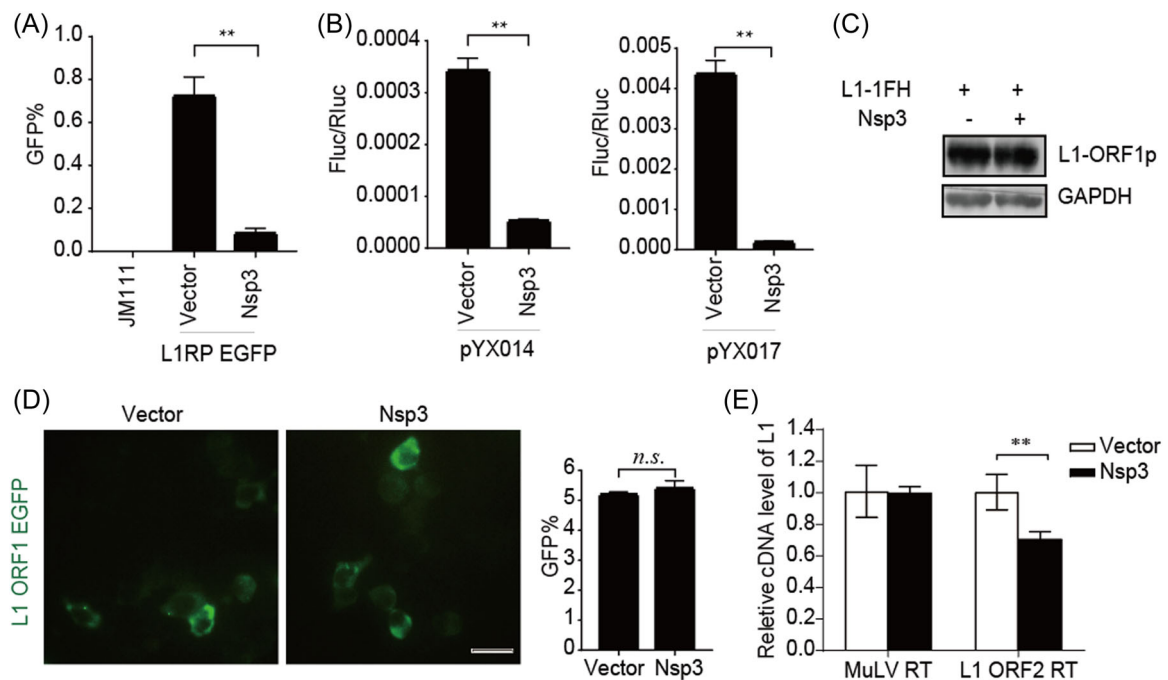 (A)
GFP%
1.0
0.8
0.6
0.4
0.2
0.0
**
JM111
Vector
Nsp3
L1RP EGFP
(B)
Fluc/Rluc
0.0004
0.0003
0.0002
0.0001
0.0000
**
Vector
Nsp3
pYX014
Fluc/Rluc
0.005
0.004
0.003
0.002
0.001
0.000
**
Vector
Nsp3
pYX017
(C)
L1-1FH + +
Nsp3 - +
L1-ORF1p
GAPDH
(D)
Vector
Nsp3
L1 ORF1 EGFP
GFP%
6
5
4
3
2
1
0
n.s.
Vector
Nsp3
(E)
Reletive cDNA level of L1
1.4
1.2
1.0
0.8
0.6
0.4
0.2
0
**
Vector
Nsp3
MuLV RT
L1 ORF2 RT